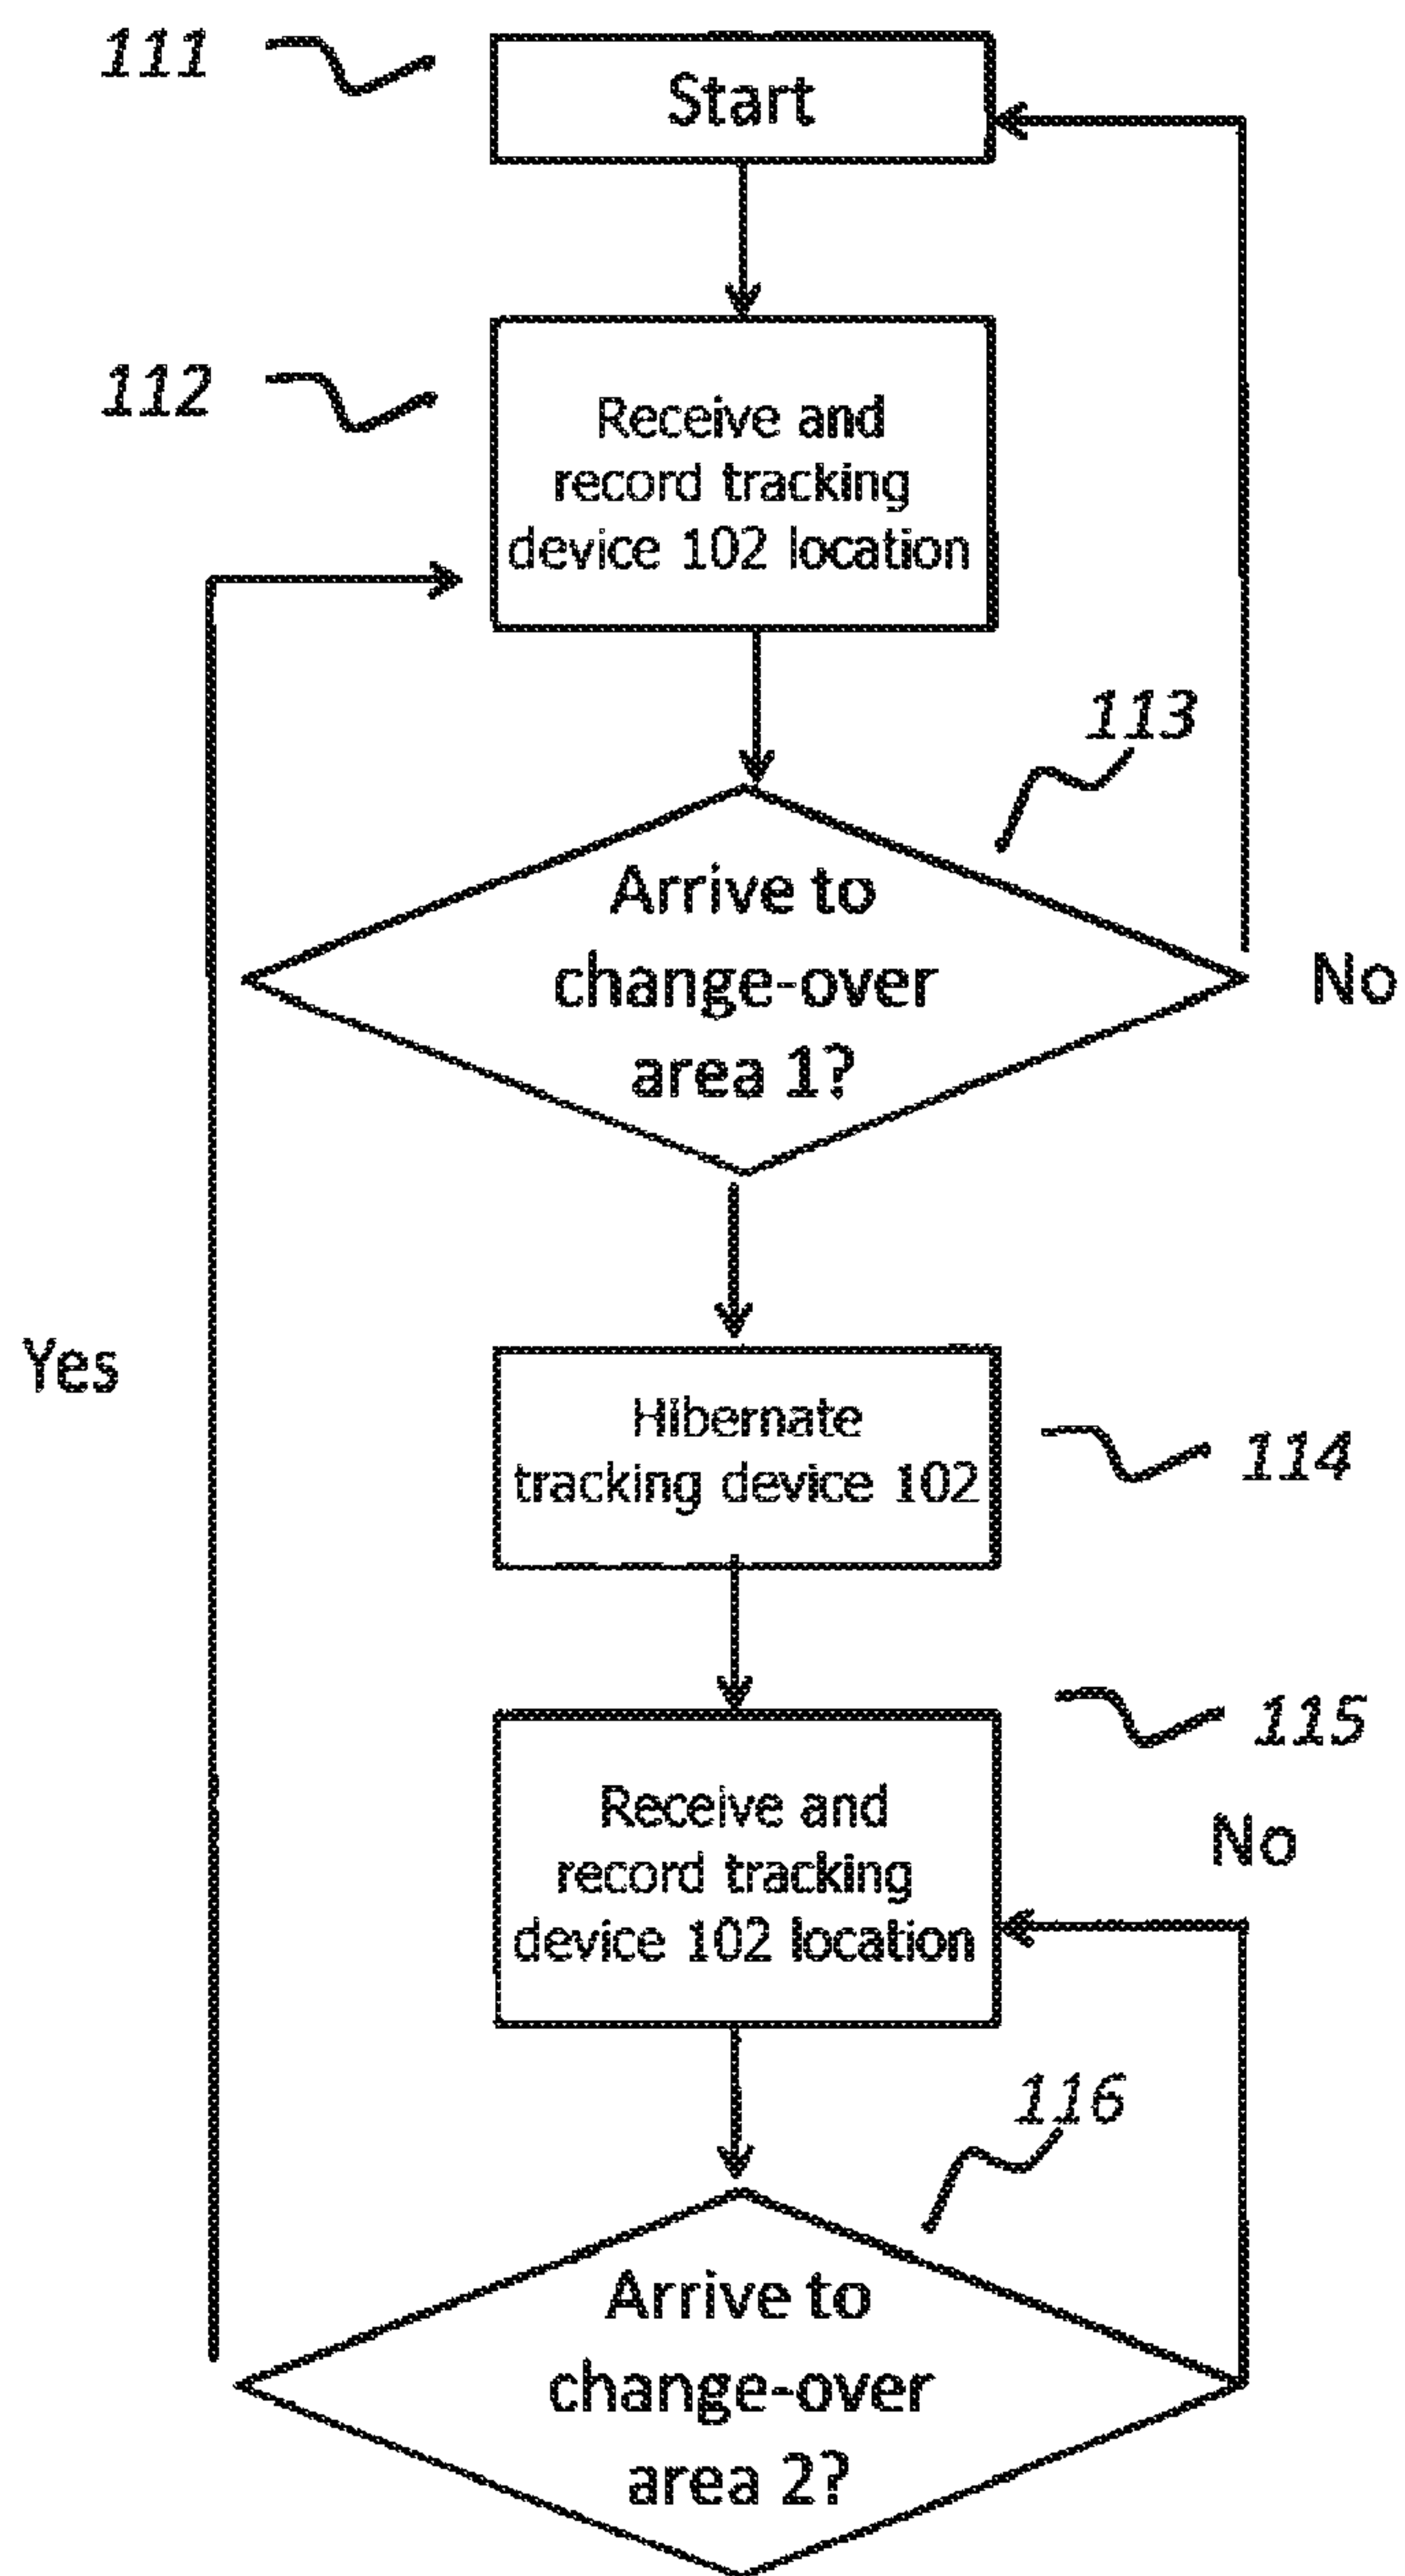 111
Start
112
Receive and
record tracking
device 102 location
113
Arrive to
change-over
area 1?
No
Yes
Hibernate
tracking device 102
114
115
Receive and
record tracking
device 102 location
No
116
Arrive to
change-over
area 2?